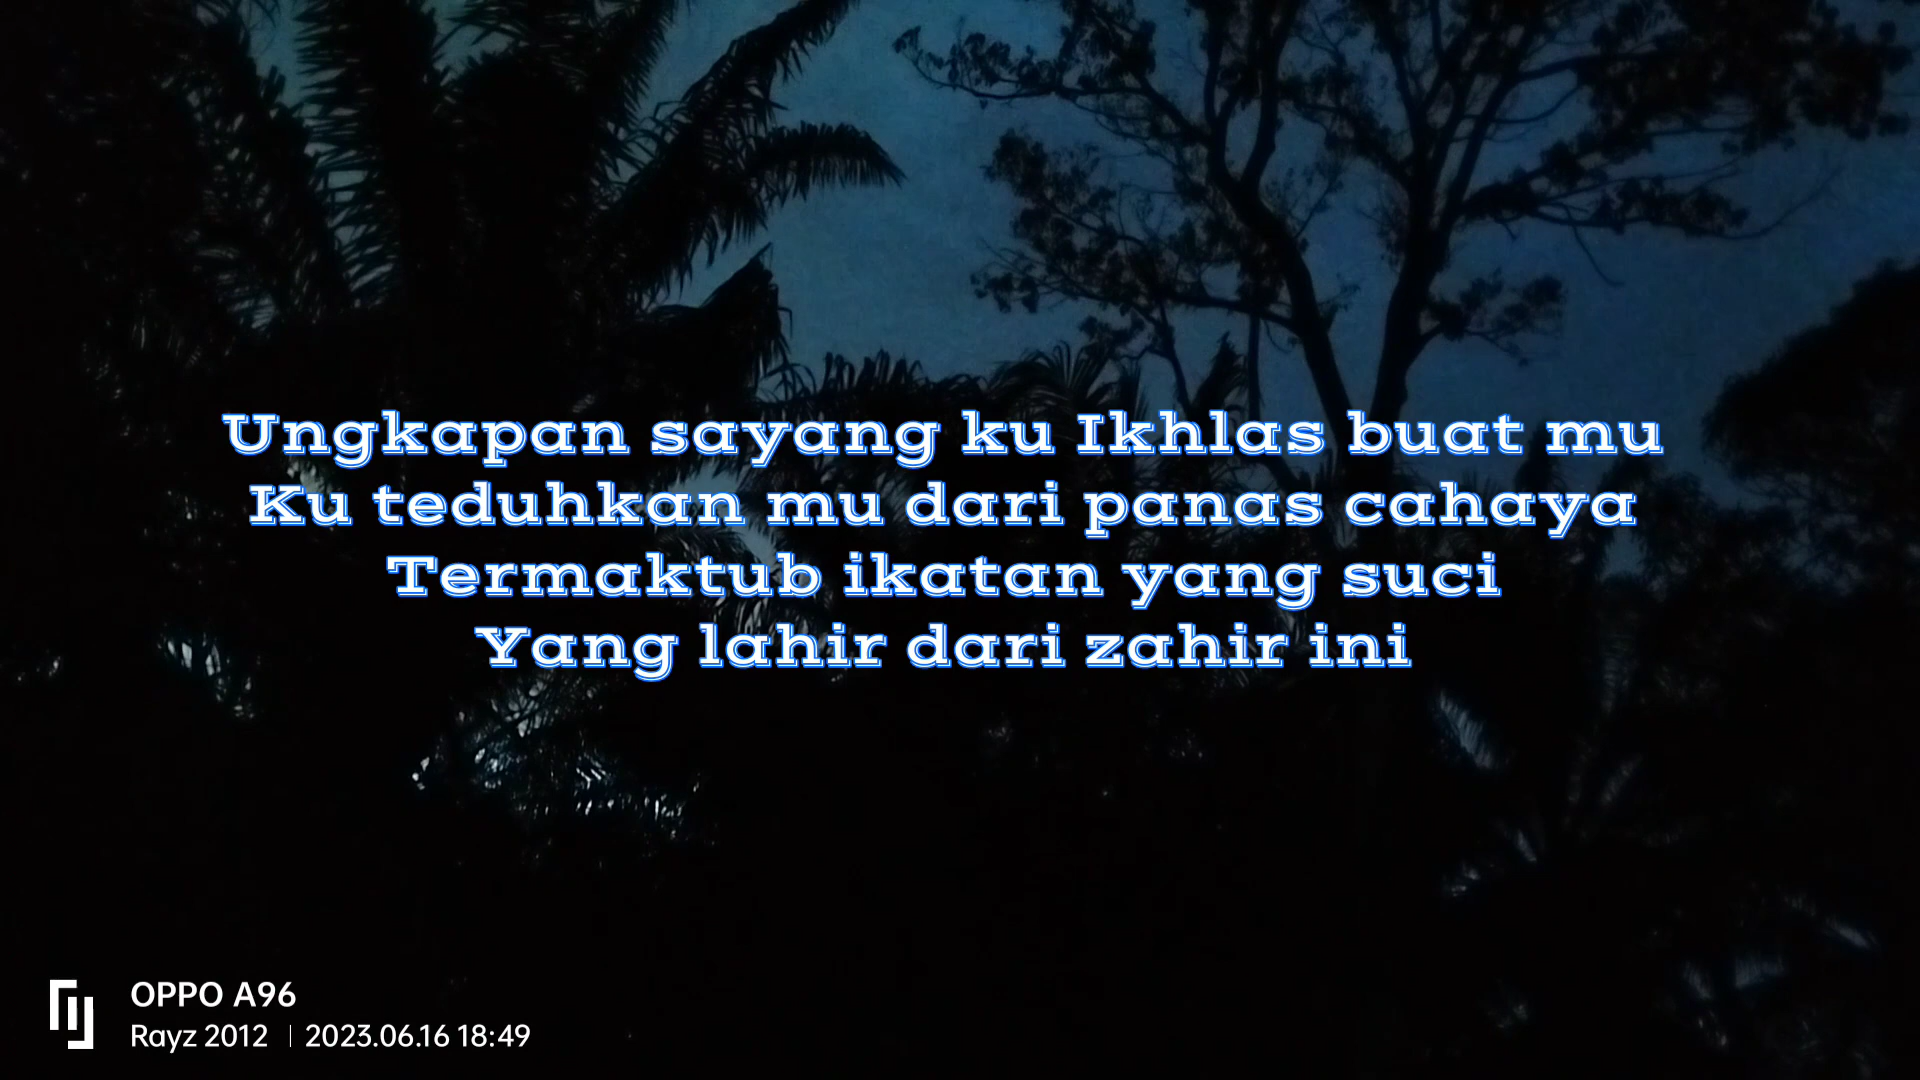 Ungkapan sayang ku Ikhlas buat mu
Ku teduhkan mu dari panas cahaya
Termaktub ikatan yang suci
Yang lahir dari zahir ini
OPPO A96
Rayz 2012 | 2023.06.16 18:49